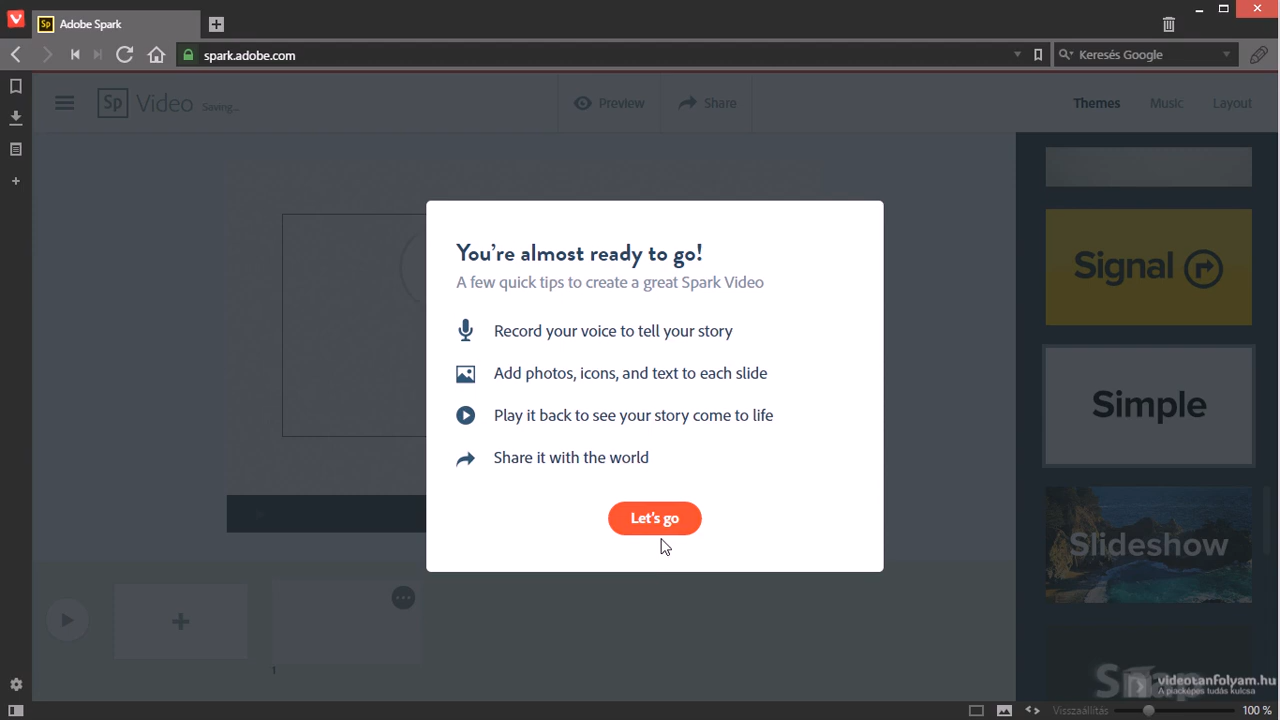 Sp
Adobe Spark
spark.adobe.com
Keresés Google
Sp Video Saving...
Preview
Share
Themes
Music
Layout
You're almost ready to go!
A few quick tips to create a great Spark Video
Record your voice to tell your story
Add photos, icons, and text to each slide
Play it back to see your story come to life
Share it with the world
Let's go
Signal
Simple
Slideshow
Snap
1
videotanfolyam.hu
A piacképes tudás kulcsa
Visszaállítás
100 %